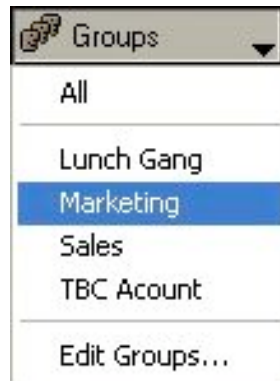 Groups
All
Lunch Gang
Marketing
Sales
TBC Acount
Edit Groups...